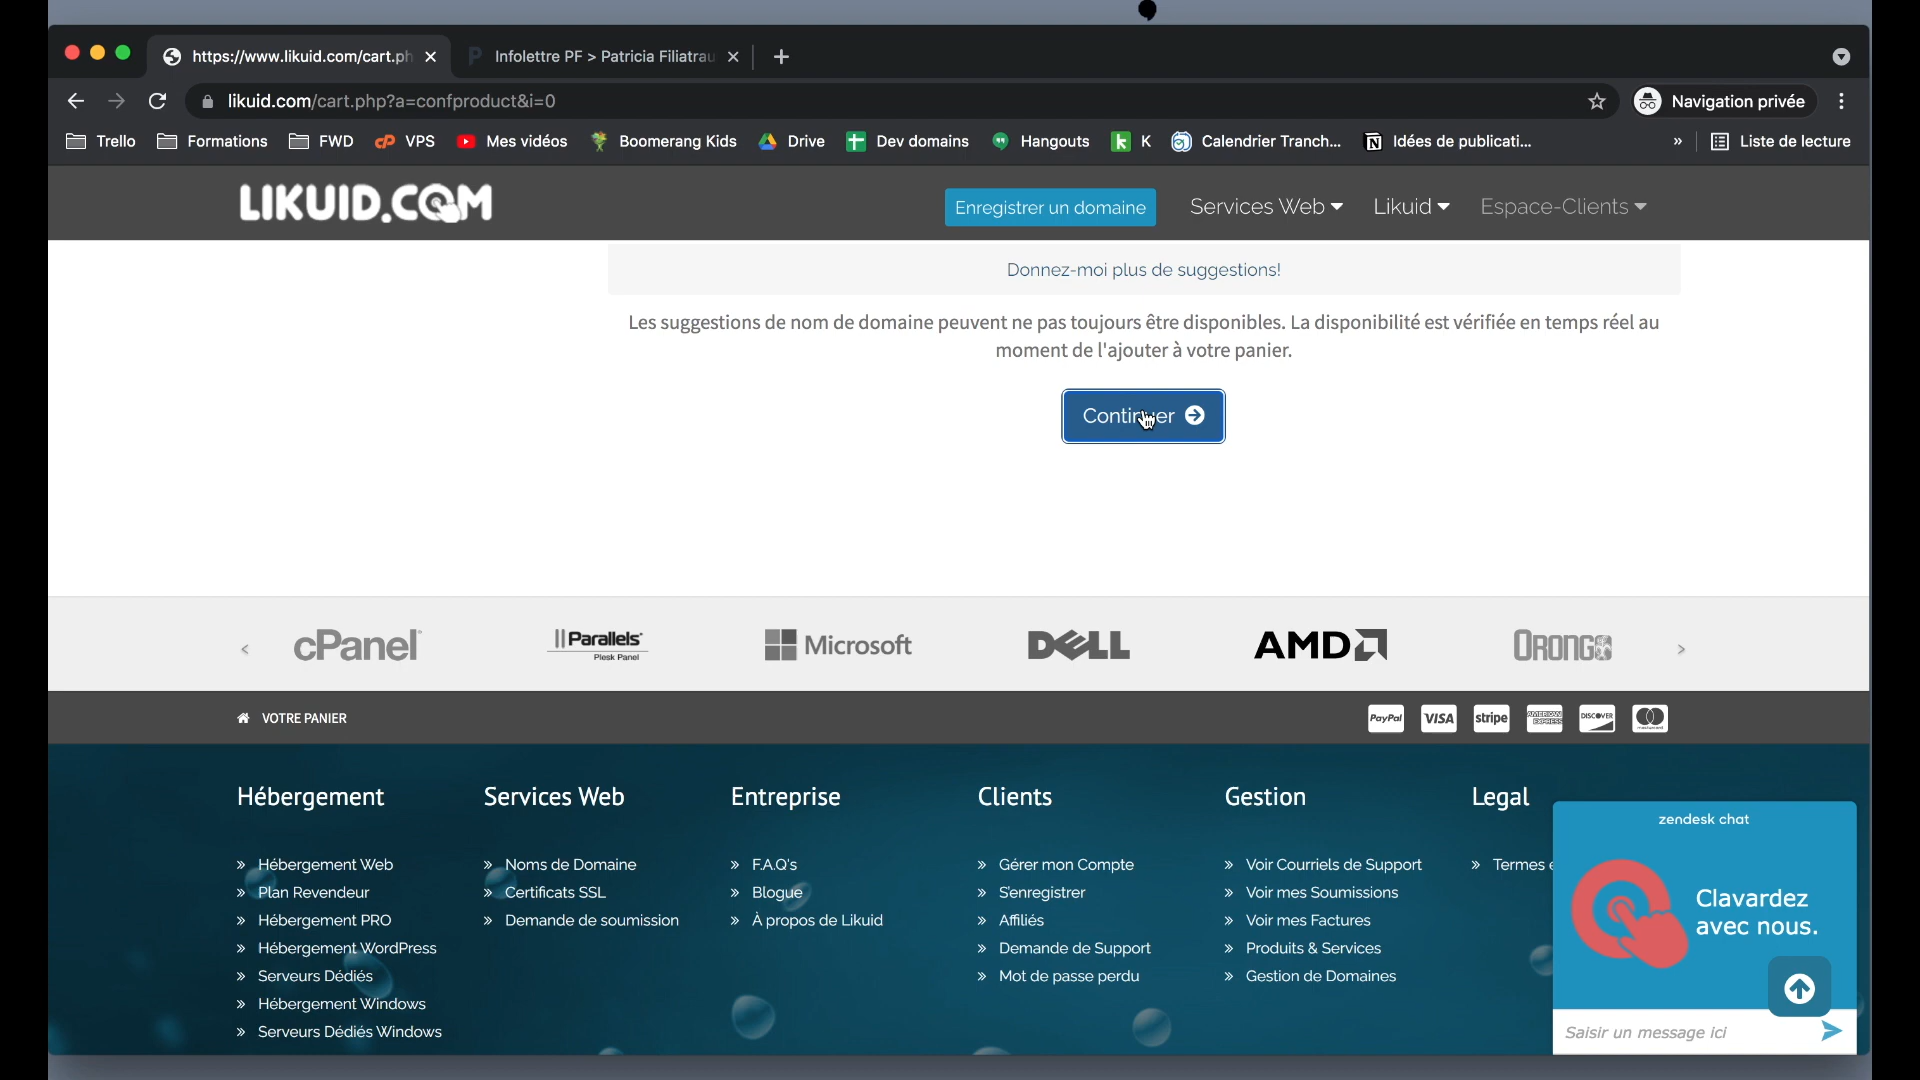 https://www.likuid.com/cart.ph
Infolettre PF > Patricia Filiatrau
likuid.com/cart.php?a=confproduct&i=0
Navigation privée
Trello
Formations
FWD
VPS
Mes vidéos
Boomerang Kids
Drive
Dev domains
Hangouts
K
Calendrier Tranch...
Idées de publicati...
»
Liste de lecture
LIKUID.COM
Enregistrer un domaine
Services Web
Likuid
Espace-Clients
Donnez-moi plus de suggestions!
Les suggestions de nom de domaine peuvent ne pas toujours être disponibles. La disponibilité est vérifiée en temps réel au
moment de l'ajouter à votre panier.
Continuer
cPanel
Parallels
Plesk Panel
Microsoft
DELL
AMD
ORONGO
VOTRE PANIER
PayPal
VISA
stripe
AMERICAN EXPRESS
DISCOVER
mastercard
Hébergement
» Hébergement Web
» Plan Revendeur
» Hébergement PRO
» Hébergement WordPress
» Serveurs Dédiés
» Hébergement Windows
» Serveurs Dédiés Windows
Services Web
» Noms de Domaine
» Certificats SSL
» Demande de soumission
Entreprise
» F.A.Q's
» Blogue
» À propos de Likuid
Clients
» Gérer mon Compte
» S'enregistrer
» Affiliés
» Demande de Support
» Mot de passe perdu
Gestion
» Voir Courriels de Support
» Voir mes Soumissions
» Voir mes Factures
» Produits & Services
» Gestion de Domaines
Legal
» Termes e
zendesk chat
Clavardez
avec nous.
Saisir un message ici